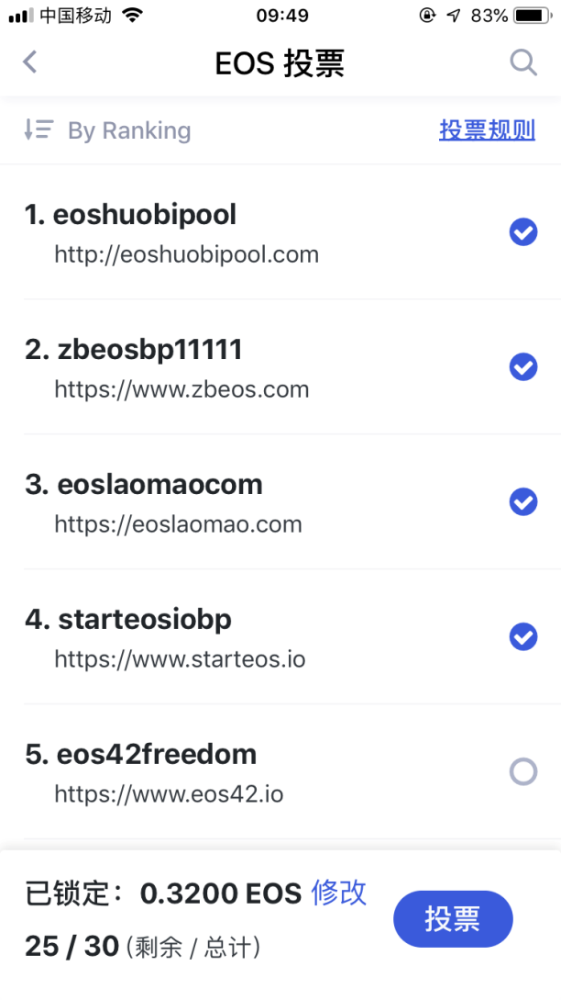 中国移动 09:49 83%
EOS 投票
By Ranking 投票规则
1. eoshuobipool
http://eoshuobipool.com
2. zbeosbp11111
https://www.zbeos.com
3. eoslaomaocom
https://eoslaomao.com
4. starteosiobp
https://www.starteos.io
5. eos42freedom
https://www.eos42.io
已锁定：0.3200 EOS 修改
投票
25 / 30 (剩余 / 总计)